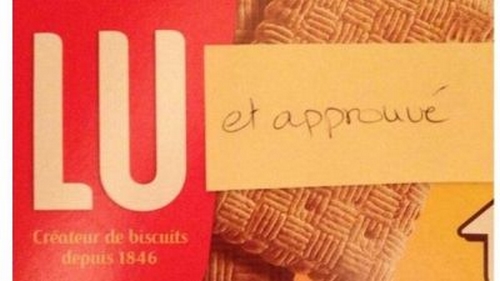 LU
et approuvé
Créateur de biscuits
depuis 1846